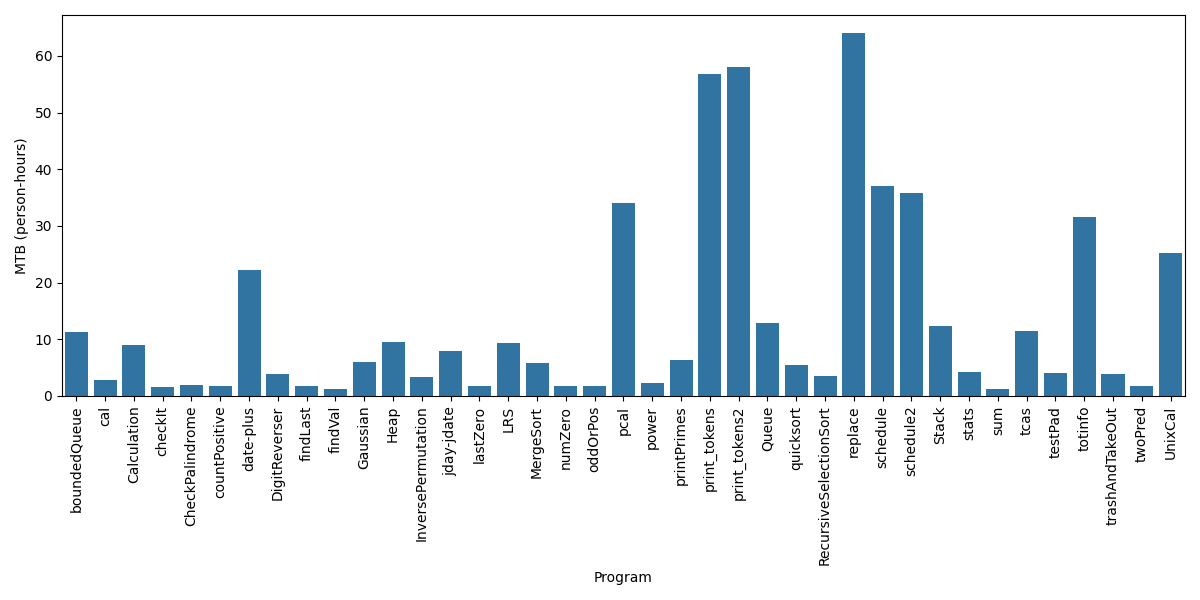 MTB (person-hours)
60
50
40
30
20
10
0
boundedQueue
cal
Calculation
checkIt
CheckPalindrome
countPositive
date-plus
DigitReverser
findLast
findVal
Gaussian
Heap
InversePermutation
jday-jdate
lastZero
LRS
MergeSort
numZero
oddOrPos
pcal
power
printPrimes
print_tokens
print_tokens2
Queue
quicksort
RecursiveSelectionSort
replace
schedule
schedule2
Stack
stats
sum
tcas
testPad
totinfo
trashAndTakeOut
twoPred
UnixCal
Program